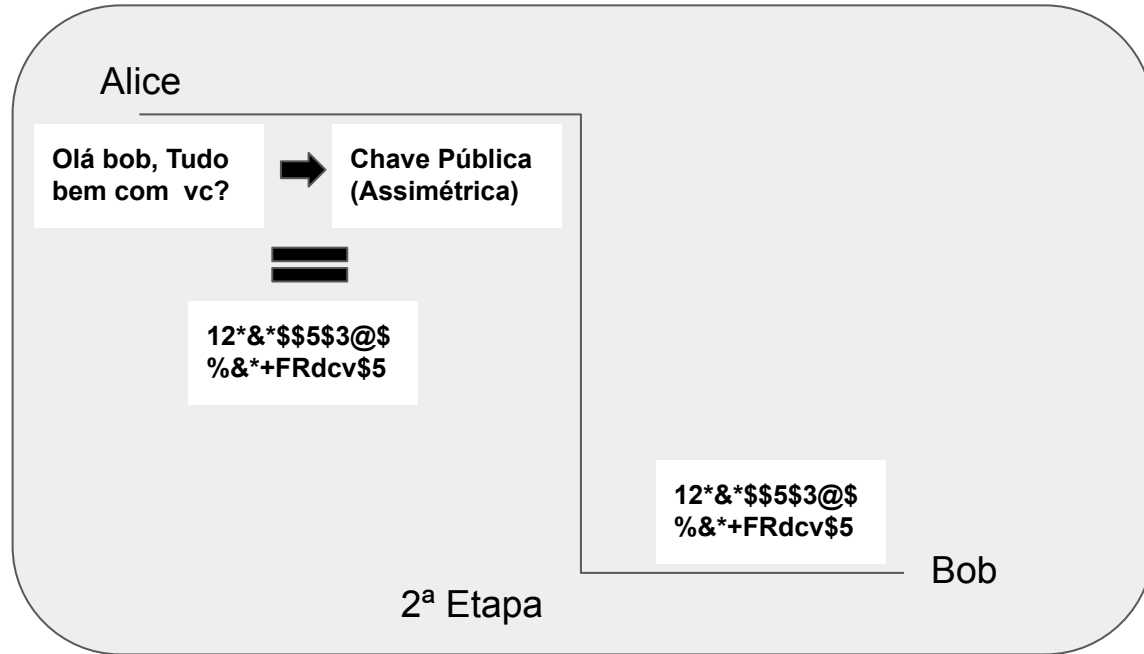 Alice
Olá bob, Tudo
bem com vc?
Chave Pública
(Assimétrica)
12*&*$$5$3@$
%&*+FRdcv$5
12*&*$$5$3@$
%&*+FRdcv$5
Bob
2ª Etapa